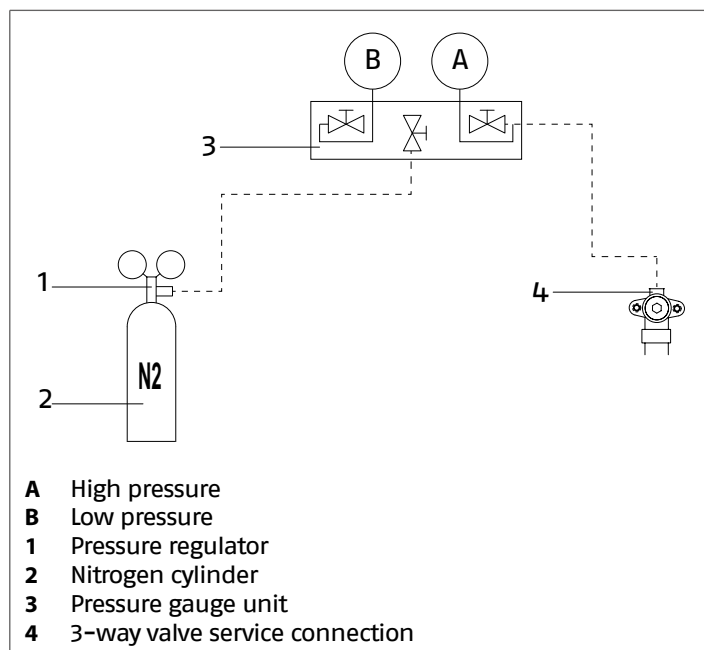 B A
3
1
4
N2
2
A High pressure
B Low pressure
1 Pressure regulator
2 Nitrogen cylinder
3 Pressure gauge unit
4 3-way valve service connection